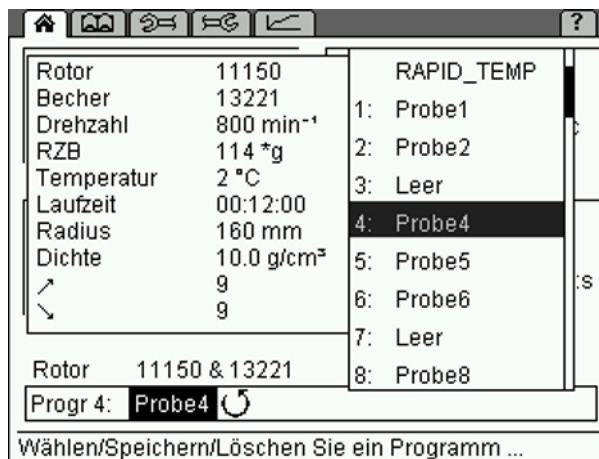 ?
Rotor 11150
Becher 13221
Drehzahl 800 min⁻¹
RZB 114 *g
Temperatur 2 °C
Laufzeit 00:12:00
Radius 160 mm
Dichte 10.0 g/cm³
↗ 9
↘ 9
RAPID_TEMP
1: Probe1
2: Probe2
3: Leer
4: Probe4
5: Probe5
6: Probe6
7: Leer
8: Probe8
:s
Rotor 11150 & 13221
Progr 4: Probe4
Wählen/Speichern/Löschen Sie ein Programm ...